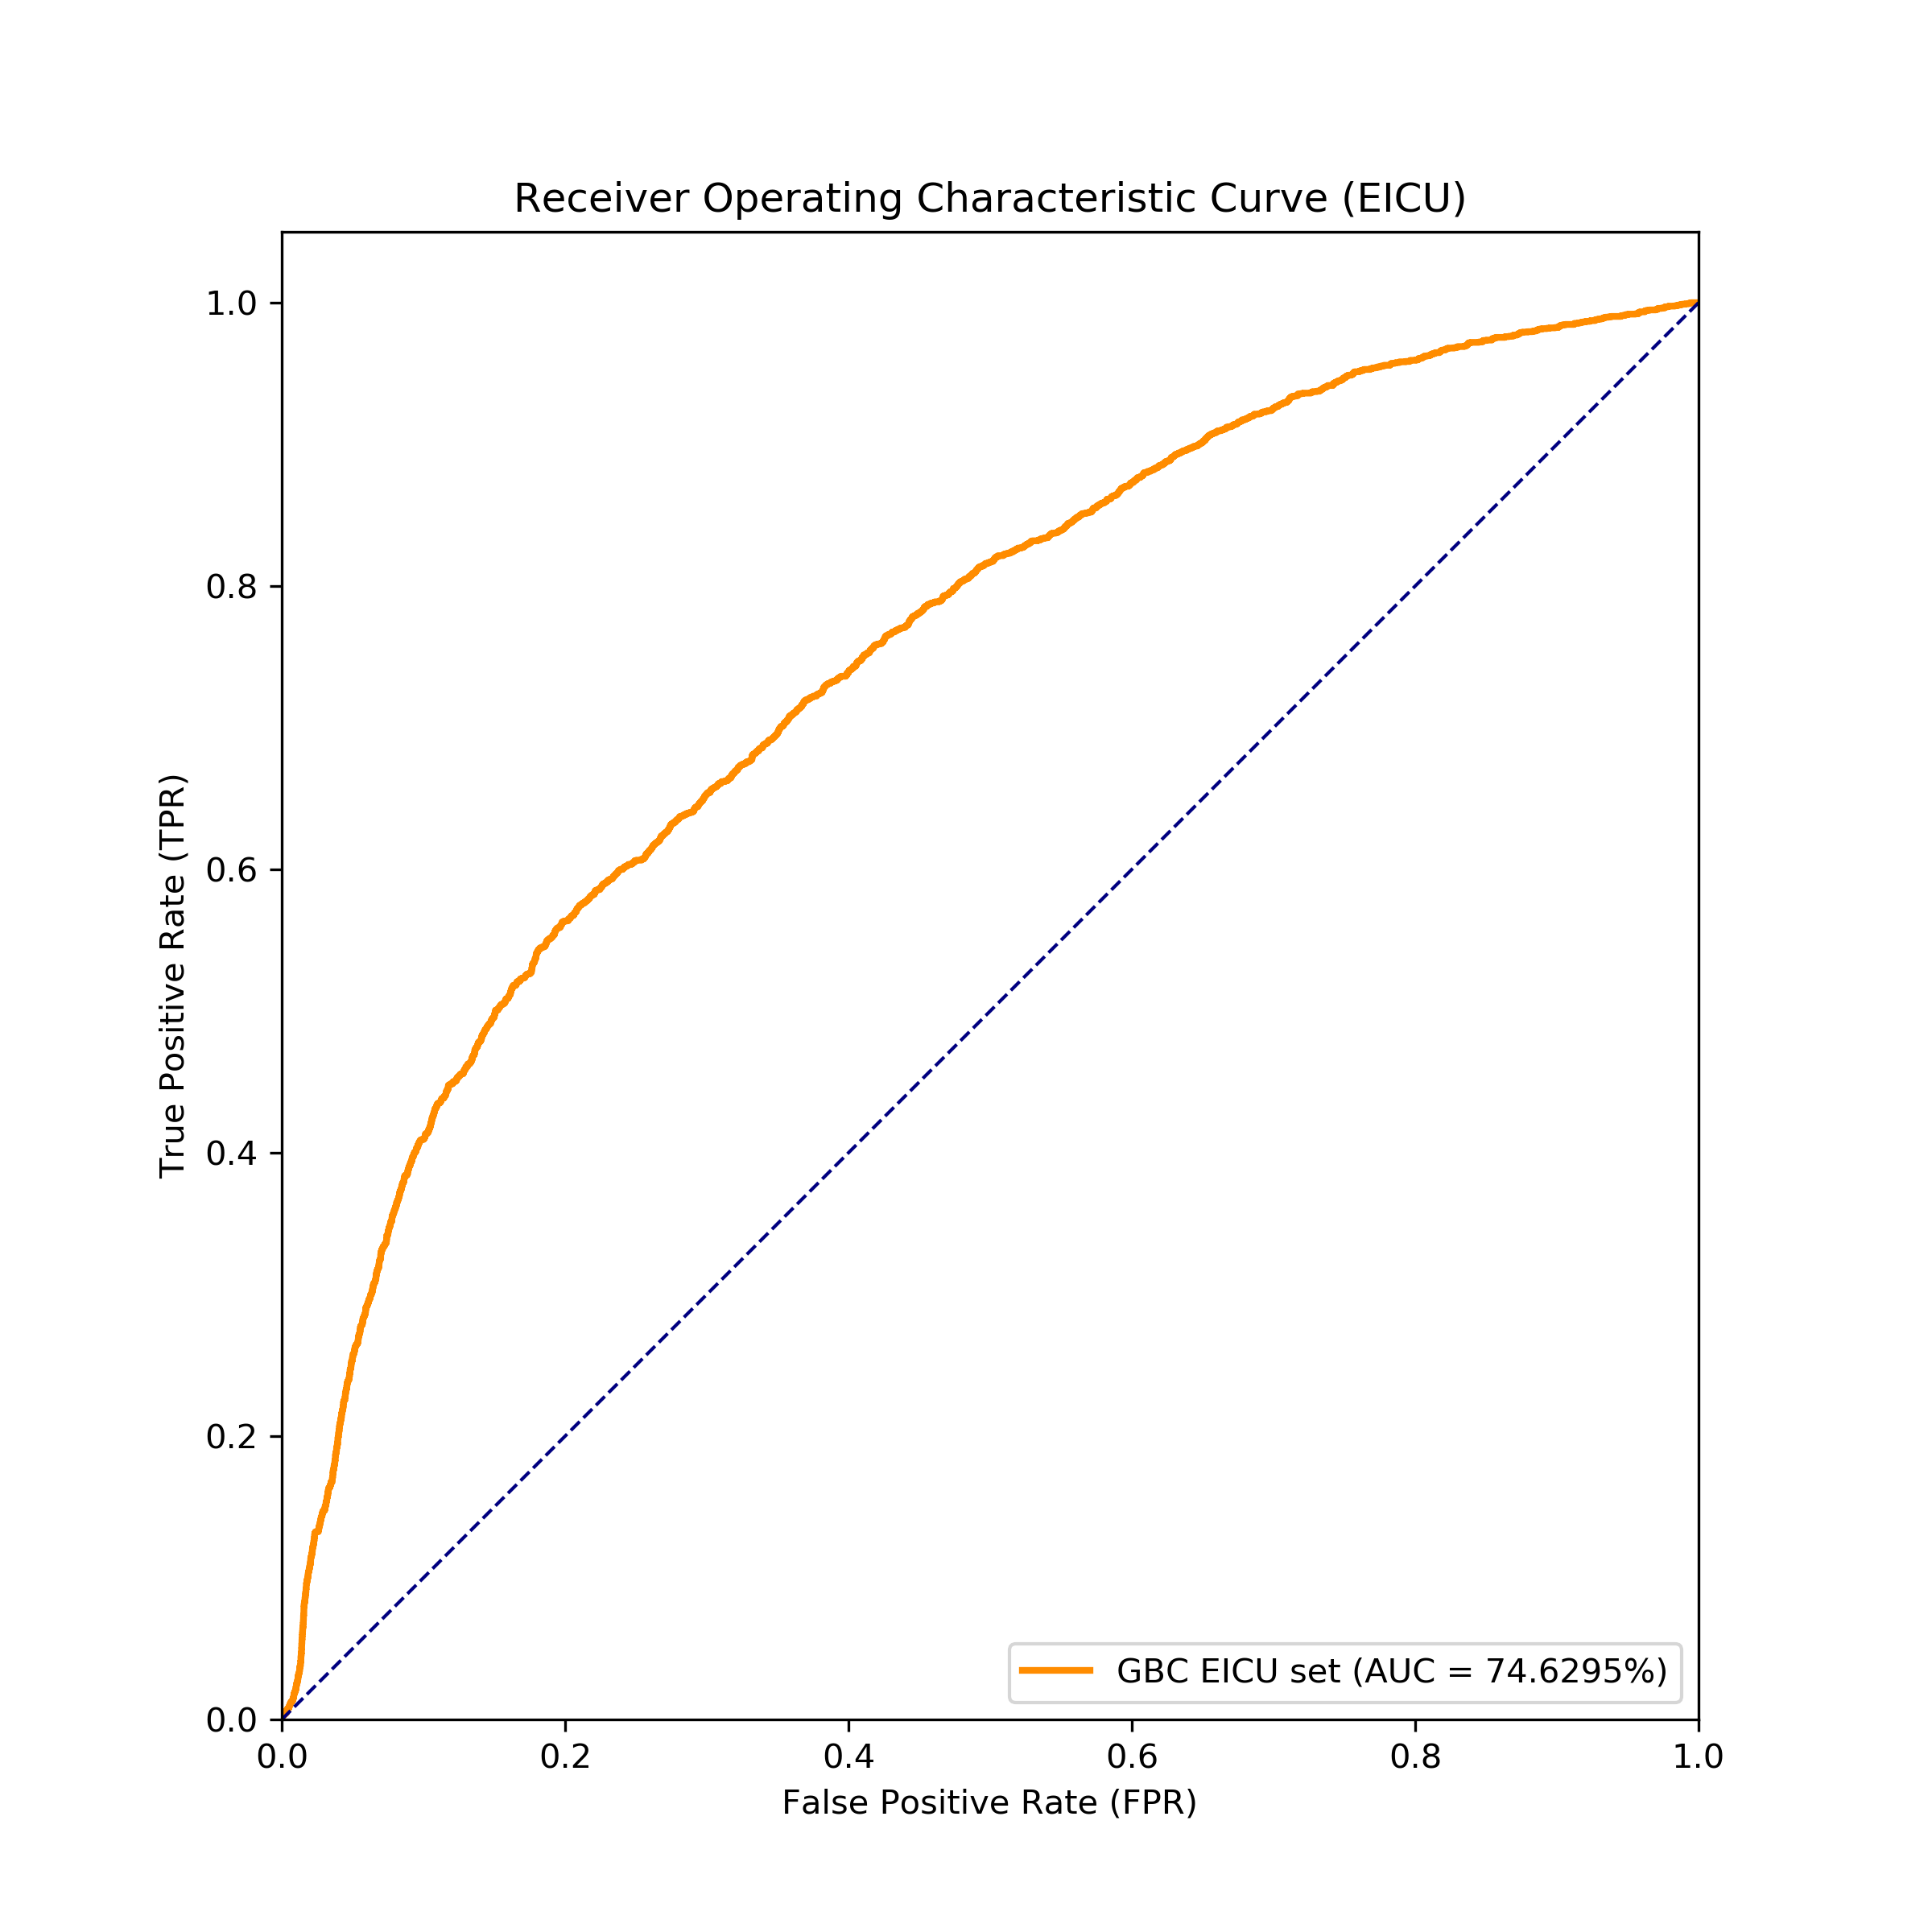 Receiver Operating Characteristic Curve (EICU)
True Positive Rate (TPR)
1.0
0.8
0.6
0.4
0.2
0.0
GBC EICU set (AUC = 74.6295%)
0.0 0.2 0.4 0.6 0.8 1.0
False Positive Rate (FPR)